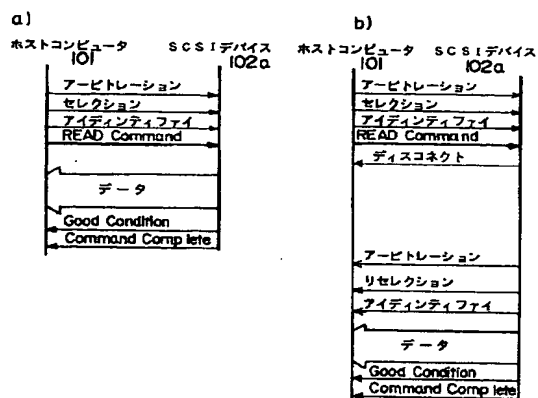 a)
ホストコンピュータ SCSIデバイス
101 102a
アービトレーション
セレクション
アイディンティファイ
READ Command
データ
Good Condition
Command Complete
b)
ホストコンピュータ SCSIデバイス
101 102a
アービトレーション
セレクション
アイディンティファイ
READ Command
ディスコネクト
アービトレーション
リセレクション
アイディンティファイ
データ
Good Condition
Command Complete